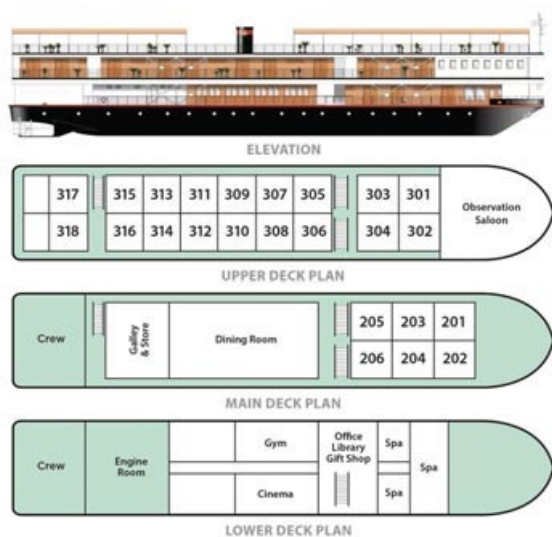 ELEVATION
317 315 313 311 309 307 305 303 301
Observation
Saloon
318 316 314 312 310 308 306 304 302
UPPER DECK PLAN
Crew
Galley
& Store
Dining Room
205 203 201
206 204 202
MAIN DECK PLAN
Crew
Engine
Room
Gym
Cinema
Office
Library
Gift Shop
Spa
Spa
Spa
LOWER DECK PLAN